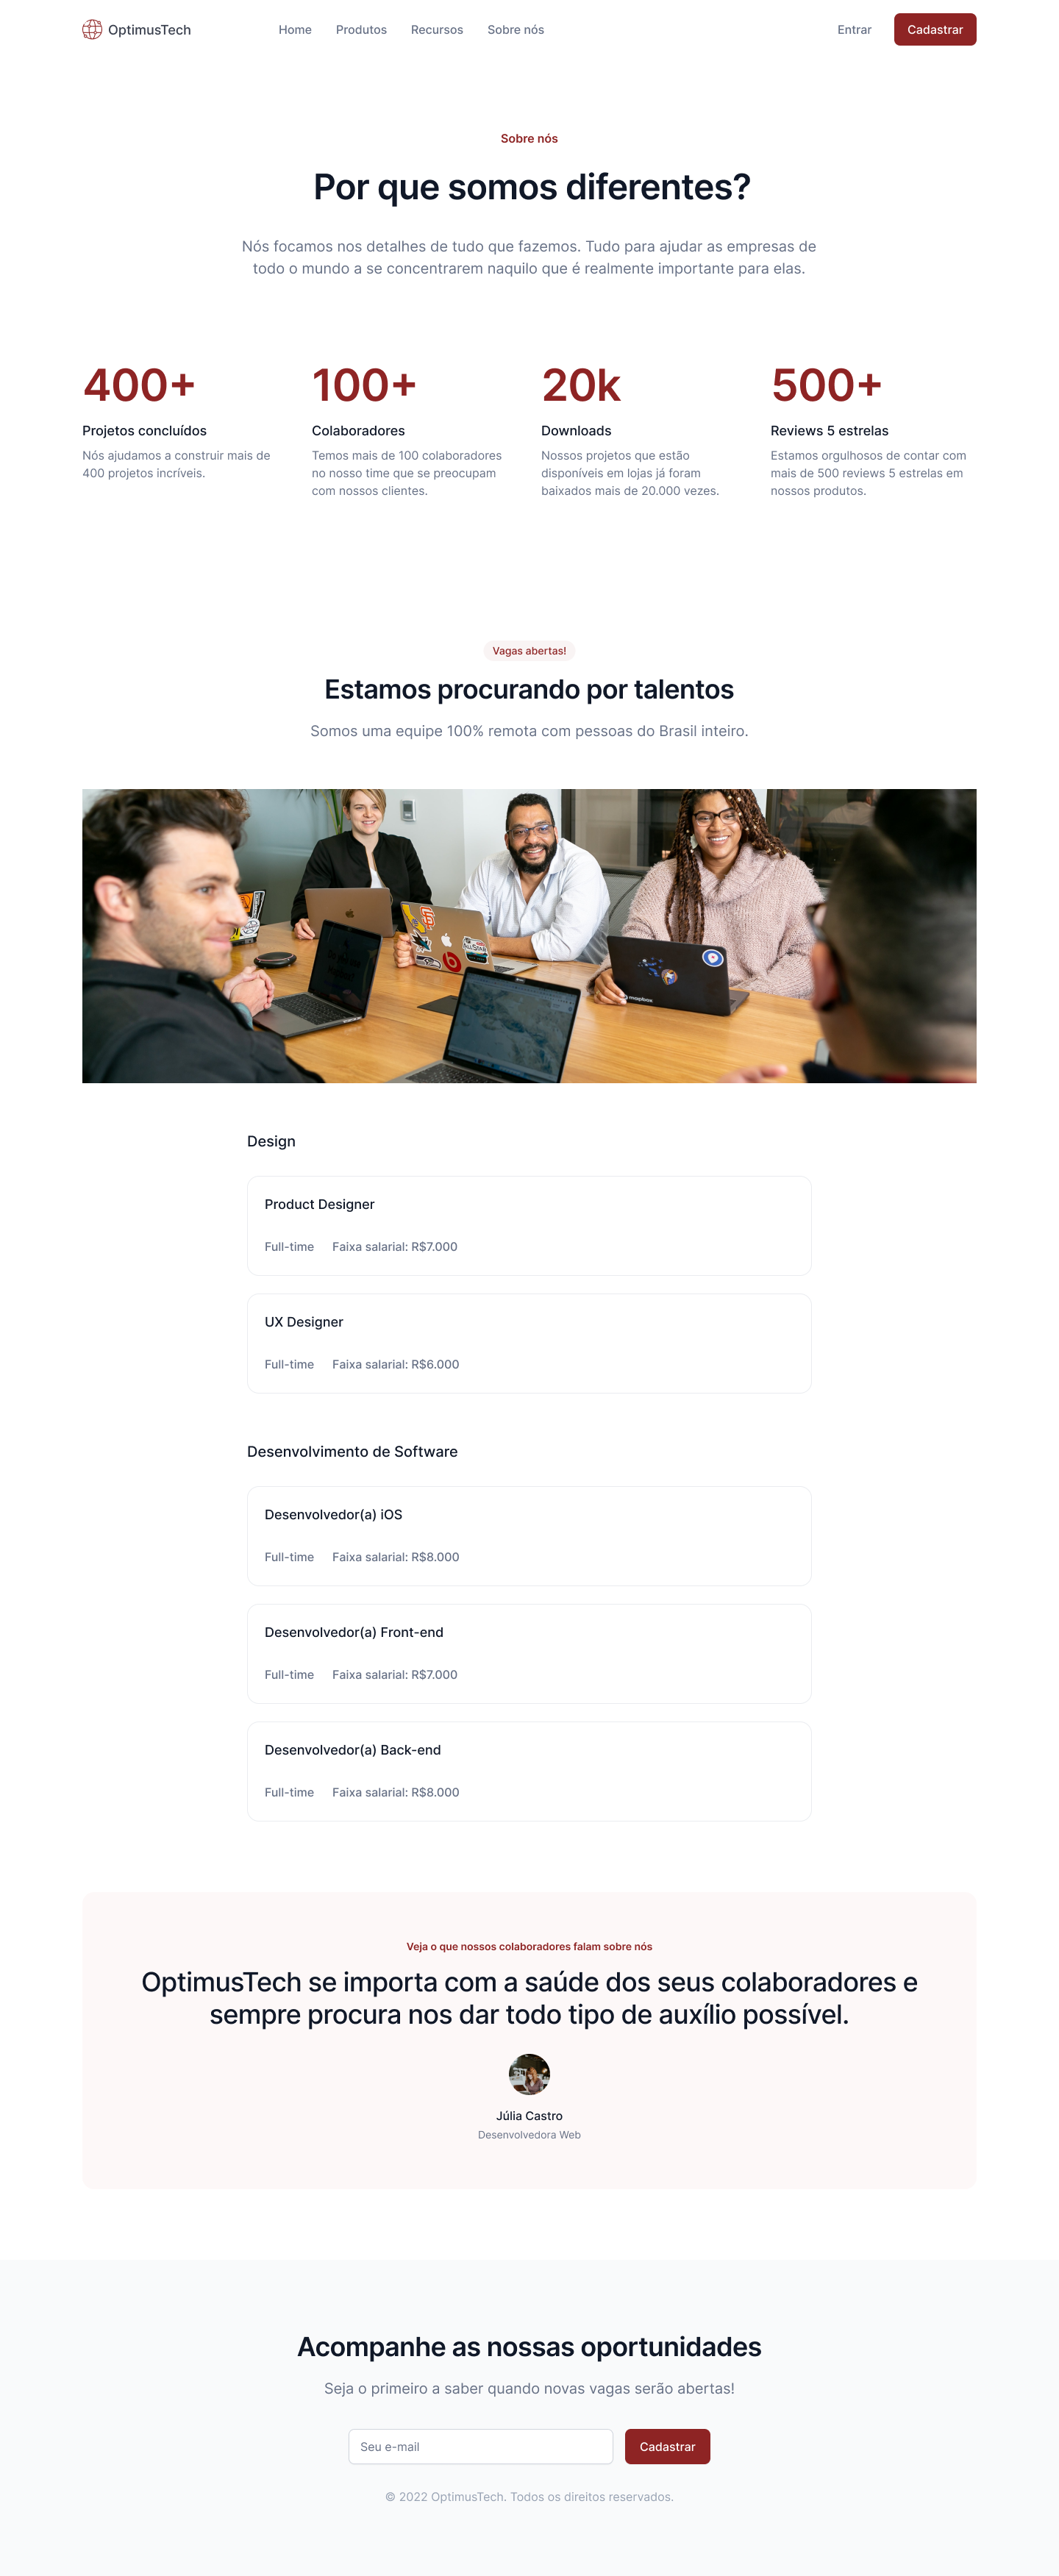 OptimusTech
Home
Produtos
Recursos
Sobre nós
Entrar
Cadastrar
Sobre nós
Por que somos diferentes?
Nós focamos nos detalhes de tudo que fazemos. Tudo para ajudar as empresas de
todo o mundo a se concentrarem naquilo que é realmente importante para elas.
400+
Projetos concluídos
Nós ajudamos a construir mais de
400 projetos incríveis.
100+
Colaboradores
Temos mais de 100 colaboradores
no nosso time que se preocupam
com nossos clientes.
20k
Downloads
Nossos projetos que estão
disponíveis em lojas já foram
baixados mais de 20.000 vezes.
500+
Reviews 5 estrelas
Estamos orgulhosos de contar com
mais de 500 reviews 5 estrelas em
nossos produtos.
Vagas abertas!
Estamos procurando por talentos
Somos uma equipe 100% remota com pessoas do Brasil inteiro.
mapbox
Design
Product Designer
Full-time
Faixa salarial: R$7.000
UX Designer
Full-time
Faixa salarial: R$6.000
Desenvolvimento de Software
Desenvolvedor(a) iOS
Full-time
Faixa salarial: R$8.000
Desenvolvedor(a) Front-end
Full-time
Faixa salarial: R$7.000
Desenvolvedor(a) Back-end
Full-time
Faixa salarial: R$8.000
Veja o que nossos colaboradores falam sobre nós
OptimusTech se importa com a saúde dos seus colaboradores e
sempre procura nos dar todo tipo de auxílio possível.
Júlia Castro
Desenvolvedora Web
Acompanhe as nossas oportunidades
Seja o primeiro a saber quando novas vagas serão abertas!
Seu e-mail
Cadastrar
© 2022 OptimusTech. Todos os direitos reservados.